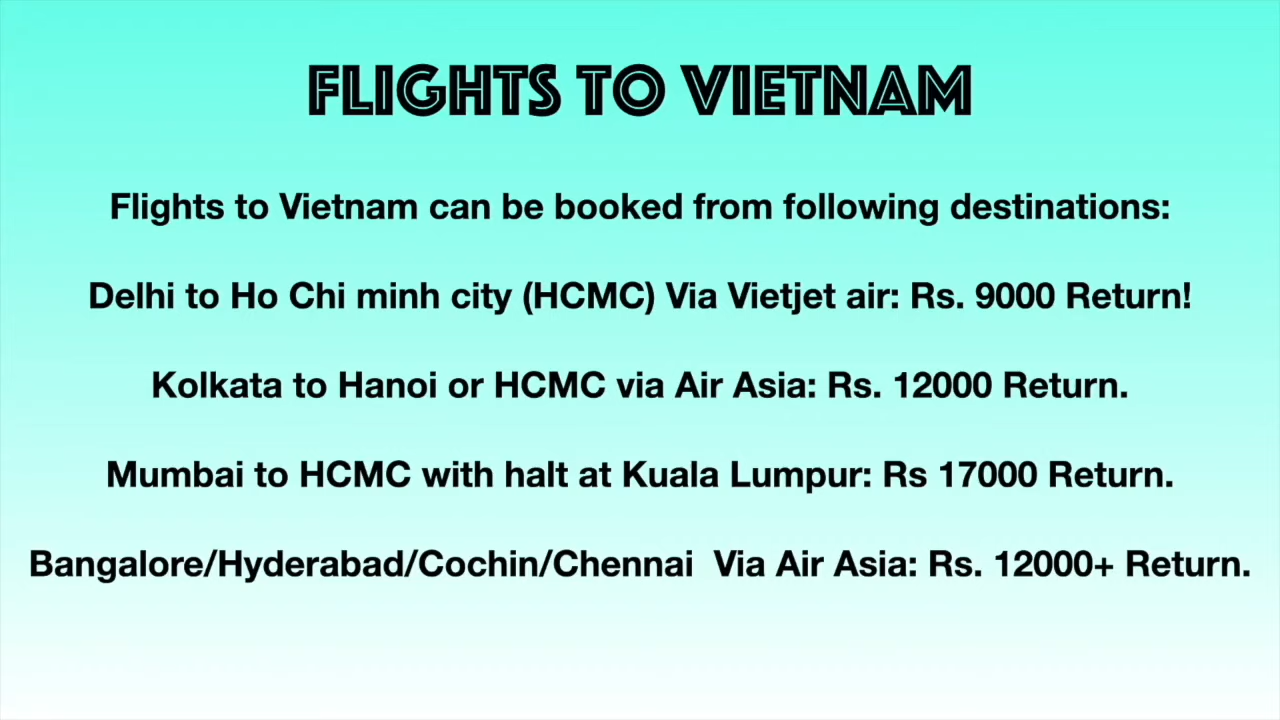 FLIGHTS TO VIETNAM
Flights to Vietnam can be booked from following destinations:
Delhi to Ho Chi minh city (HCMC) Via Vietjet air: Rs. 9000 Return!
Kolkata to Hanoi or HCMC via Air Asia: Rs. 12000 Return.
Mumbai to HCMC with halt at Kuala Lumpur: Rs 17000 Return.
Bangalore/Hyderabad/Cochin/Chennai  Via Air Asia: Rs. 12000+ Return.